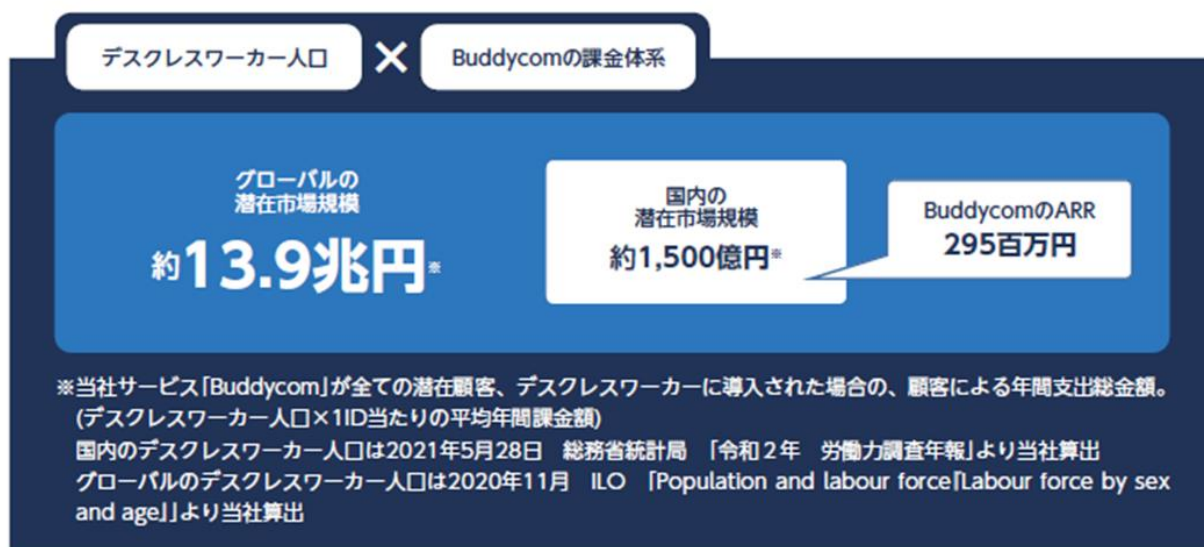 デスクレスワーカー人口 × Buddycomの課金体系
グローバルの
潜在市場規模
約13.9兆円※
国内の
潜在市場規模
約1,500億円※
BuddycomのARR
295百万円
※当社サービ��「Buddycom」が全ての潜在顧客、デスクレスワーカーに導入された場合の、顧客による年間支出総金額。
(デスクレスワーカー人口×1ID当たりの平均年間課金額)
国内のデスクレスワーカー人口は2021年5月28日　総務省統計局　「令和２年　労働力調査年報」より当社算出
グローバルのデスクレスワーカー人口は2020年11月　ILO　「Population and labour force「Labour force by sex
and age」」より当社算出